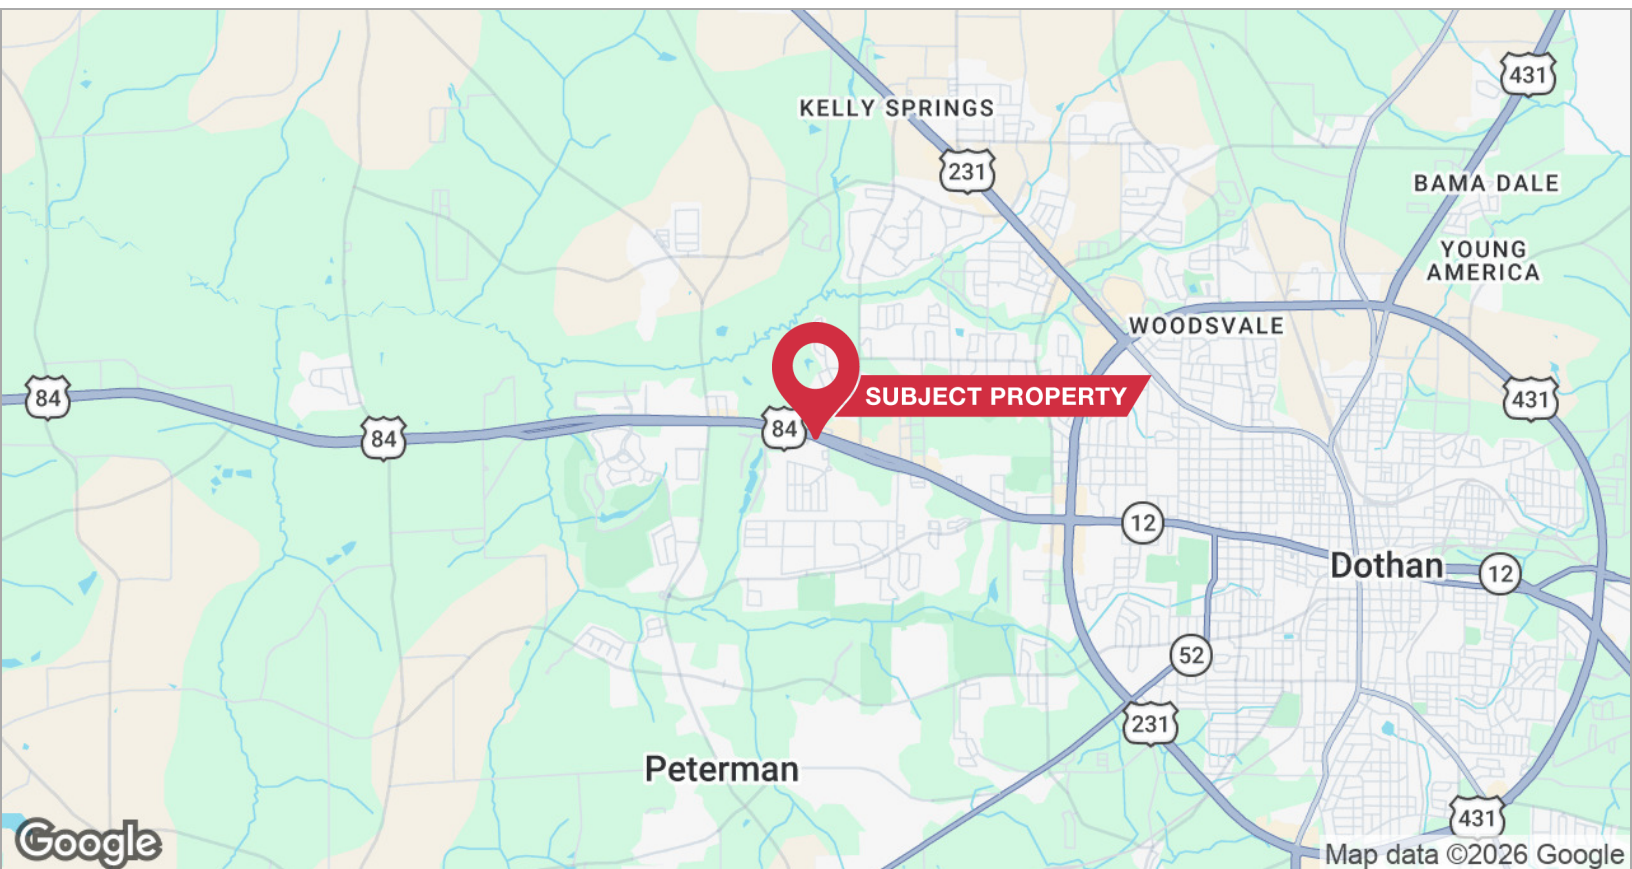 431
KELLY SPRINGS
231
BAMA DALE
YOUNG
AMERICA
WOODSVALE
84
SUBJECT PROPERTY
431
84
84
12
Dothan
12
52
231
Peterman
431
Google
Map data ©2026 Google